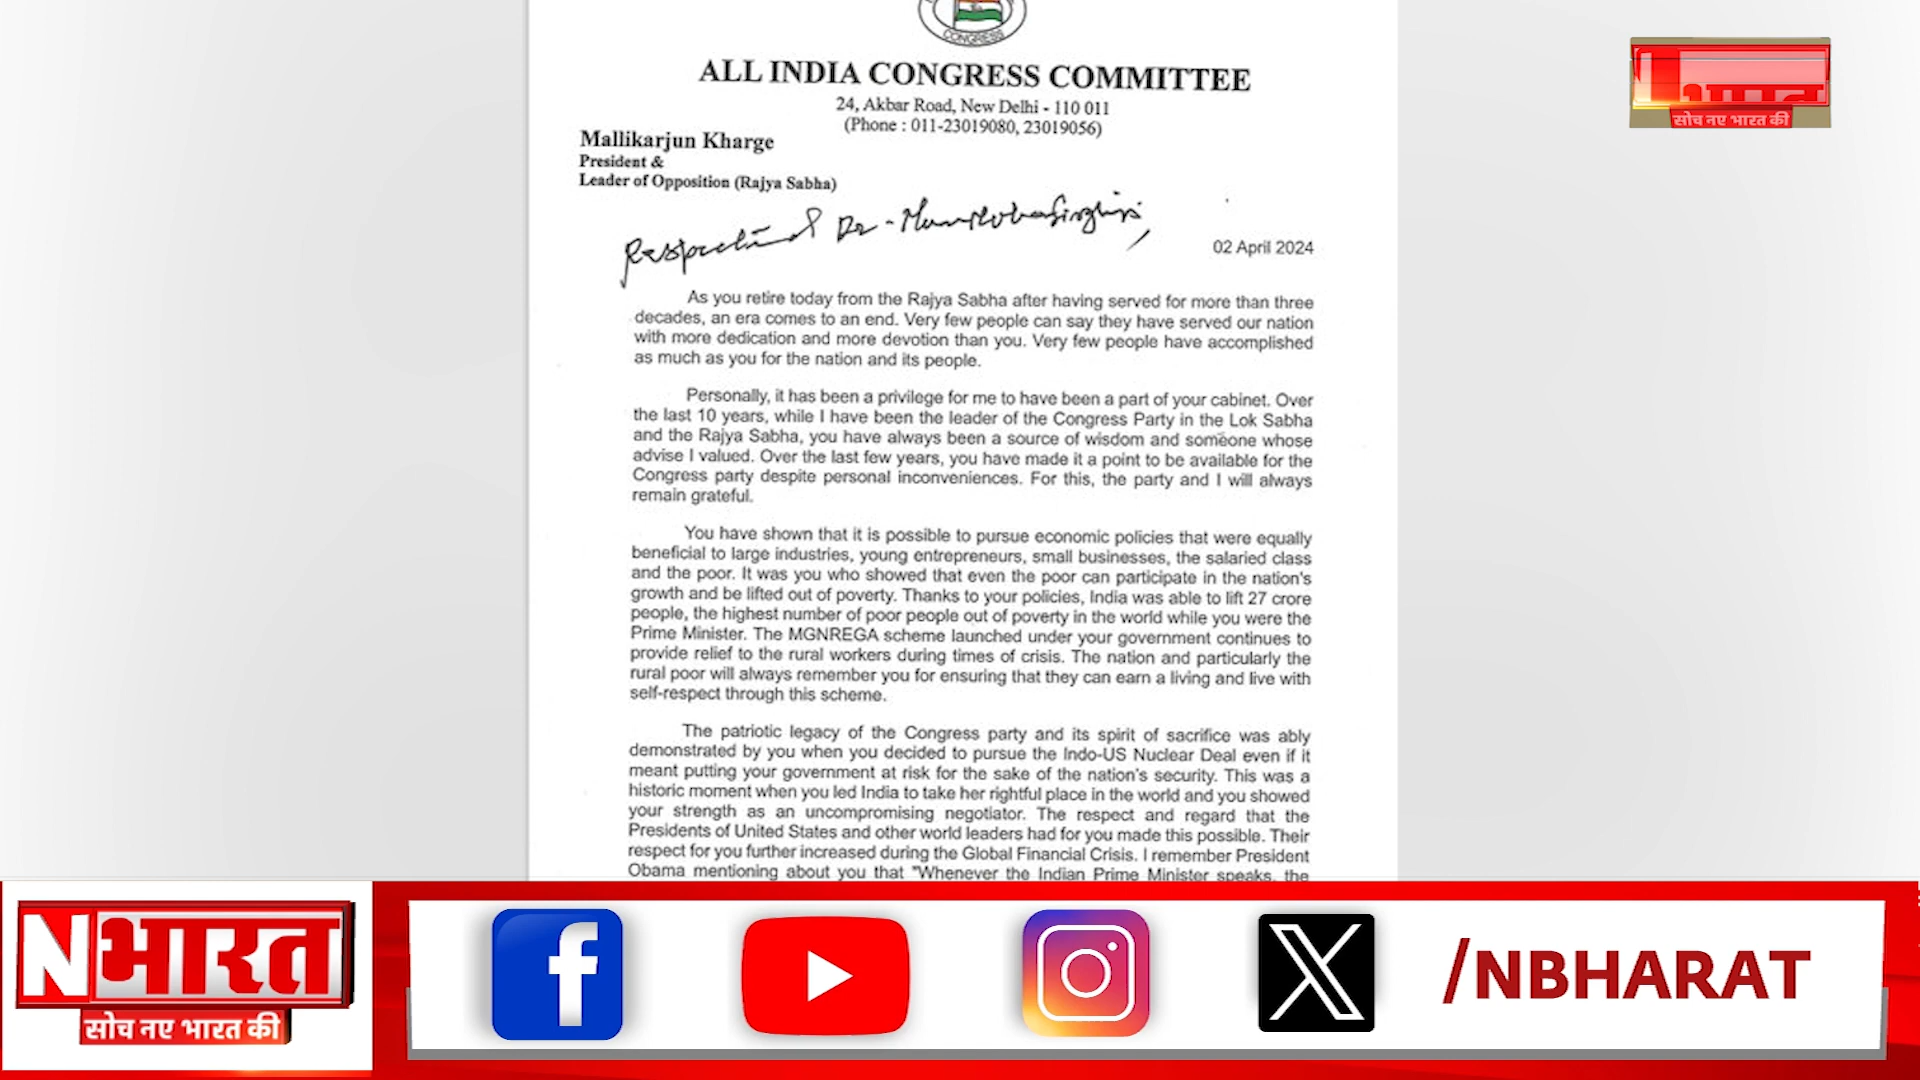 CONGRESS
ALL INDIA CONGRESS COMMITTEE
24, Akbar Road, New Delhi - 110 011
(Phone : 011-23019080, 23019056)
Mallikarjun Kharge
President &
Leader of Opposition (Rajya Sabha)
Respected Dr. Manmohan Singh ji,
02 April 2024
As you retire today from the Rajya Sabha after having served for more than three
decades, an era comes to an end. Very few people can say they have served our nation
with more dedication and more devotion than you. Very few people have accomplished
as much as you for the nation and its people.
Personally, it has been a privilege for me to have been a part of your cabinet. Over
the last 10 years, while I have been the leader of the Congress Party in the Lok Sabha
and the Rajya Sabha, you have always been a source of wisdom and someone whose
advise I valued. Over the last few years, you have made it a point to be available for the
Congress party despite personal inconveniences. For this, the party and I will always
remain grateful.
You have shown that it is possible to pursue economic policies that were equally
beneficial to large industries, young entrepreneurs, small businesses, the salaried class
and the poor. It was you who showed that even the poor can participate in the nation's
growth and be lifted out of poverty. Thanks to your policies, India was able to lift 27 crore
people, the highest number of poor people out of poverty in the world while you were the
Prime Minister. The MGNREGA scheme launched under your government continues to
provide relief to the rural workers during times of crisis. The nation and particularly the
rural poor will always remember you for ensuring that they can earn a living and live with
self-respect through this scheme.
The patriotic legacy of the Congress party and its spirit of sacrifice was ably
demonstrated by you when you decided to pursue the Indo-US Nuclear Deal even if it
meant putting your government at risk for the sake of the nation's security. This was a
historic moment when you led India to take her rightful place in the world and you showed
your strength as an uncompromising negotiator. The respect and regard that the
Presidents of United States and other world leaders had for you made this possible. Their
respect for you further increased during the Global Financial Crisis. I remember President
Obama mentioning about you that "Whenever the Indian Prime Minister speaks, the
सोच नए भारत की
Nभारत
सोच नए भारत की
/NBHARAT